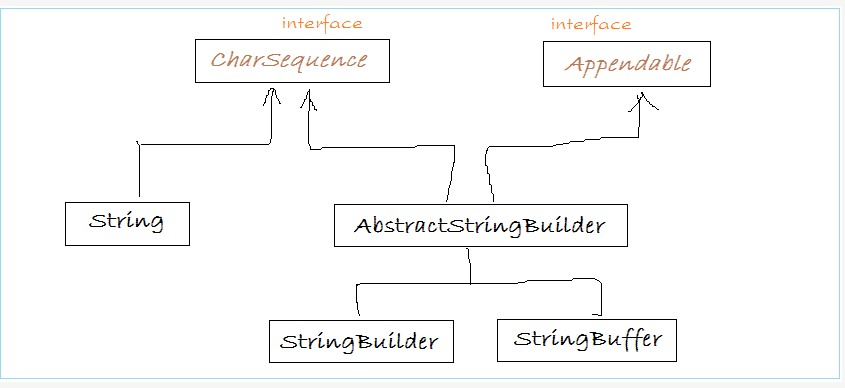 interface
interface
CharSequence
Appendable
String
AbstractStringBuilder
StringBuilder
StringBuffer